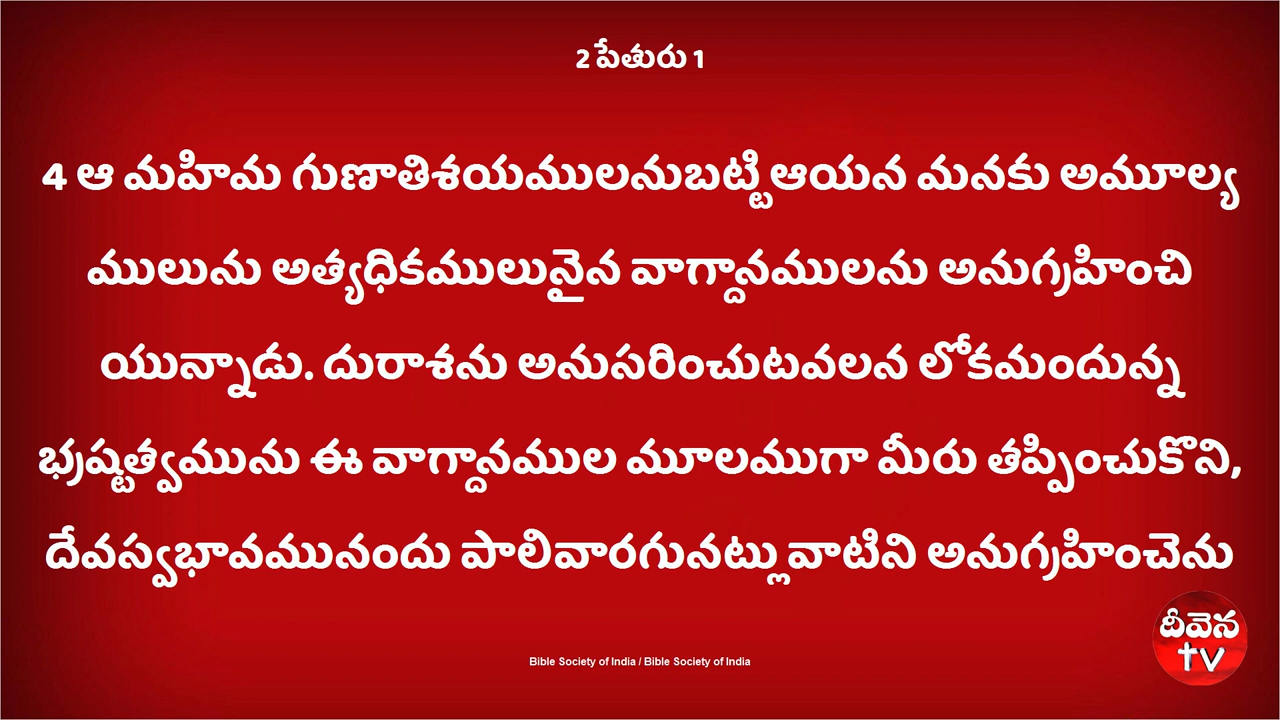 2 పేతురు 1
4 ఆ మహిమ గుణాతిశయములనుబట్టిఆయన మనకు అమూల్య
ములును అత్యధికములునైన వాగ్దానములను అనుగ్రహించి
యున్నాడు. దురాశను అనుసరించుటవలన లోకమందున్న
భ్రష్టత్వమును ఈ వాగ్దానముల మూలముగా మీరు తప్పించుకొని,
దేవస్వభావమునందు పాలివారగునట్లువాటిని అనుగ్రహించెను
దీవెన
tv
Bible Society of India / Bible Society of India